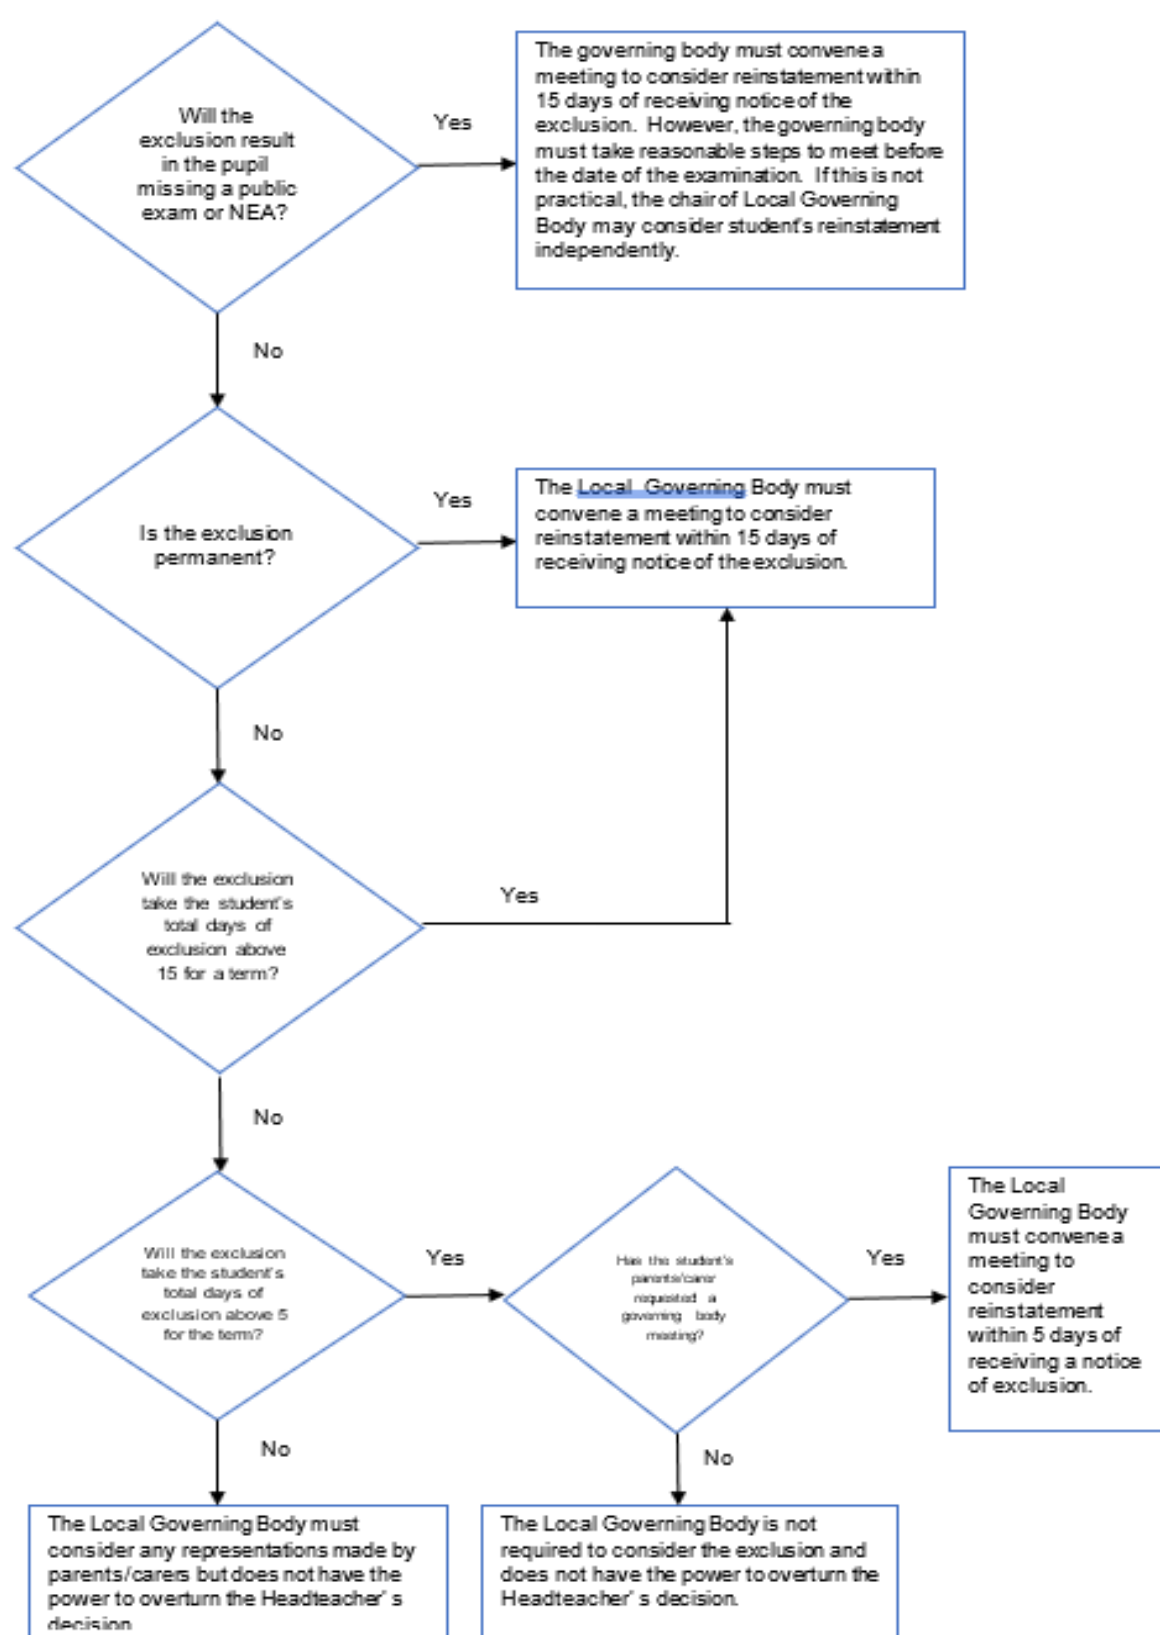 Will the
exclusion result
in the pupil
missing a public
exam or NEA?
Yes
The governing body must convene a
meeting to consider reinstatement within
15 days of receiving notice of the
exclusion. However, the governing body
must take reasonable steps to meet before
the date of the examination. If this is not
practical, the chair of Local Governing
Body may consider student's reinstatement
independently.
No
Is the exclusion
permanent?
Yes
The Local Governing Body must
convene a meeting to consider
reinstatement within 15 days of
receiving notice of the exclusion.
No
Will the exclusion
take the student's
total days of
exclusion above
15 for a term?
Yes
No
Will the exclusion
take the student's
total days of
exclusion above 5
for the term?
Yes
Has the student's
parents/carer
requested a
governing body
meeting?
Yes
The Local
Governing Body
must convene a
meeting to
consider
reinstatement
within 5 days of
receiving a notice
of exclusion.
No
No
The Local Governing Body must
consider any representations made by
parents/carers but does not have the
power to overturn the Headteacher's
decision
The Local Governing Body is not
required to consider the exclusion and
does not have the power to overturn the
Headteacher's decision.